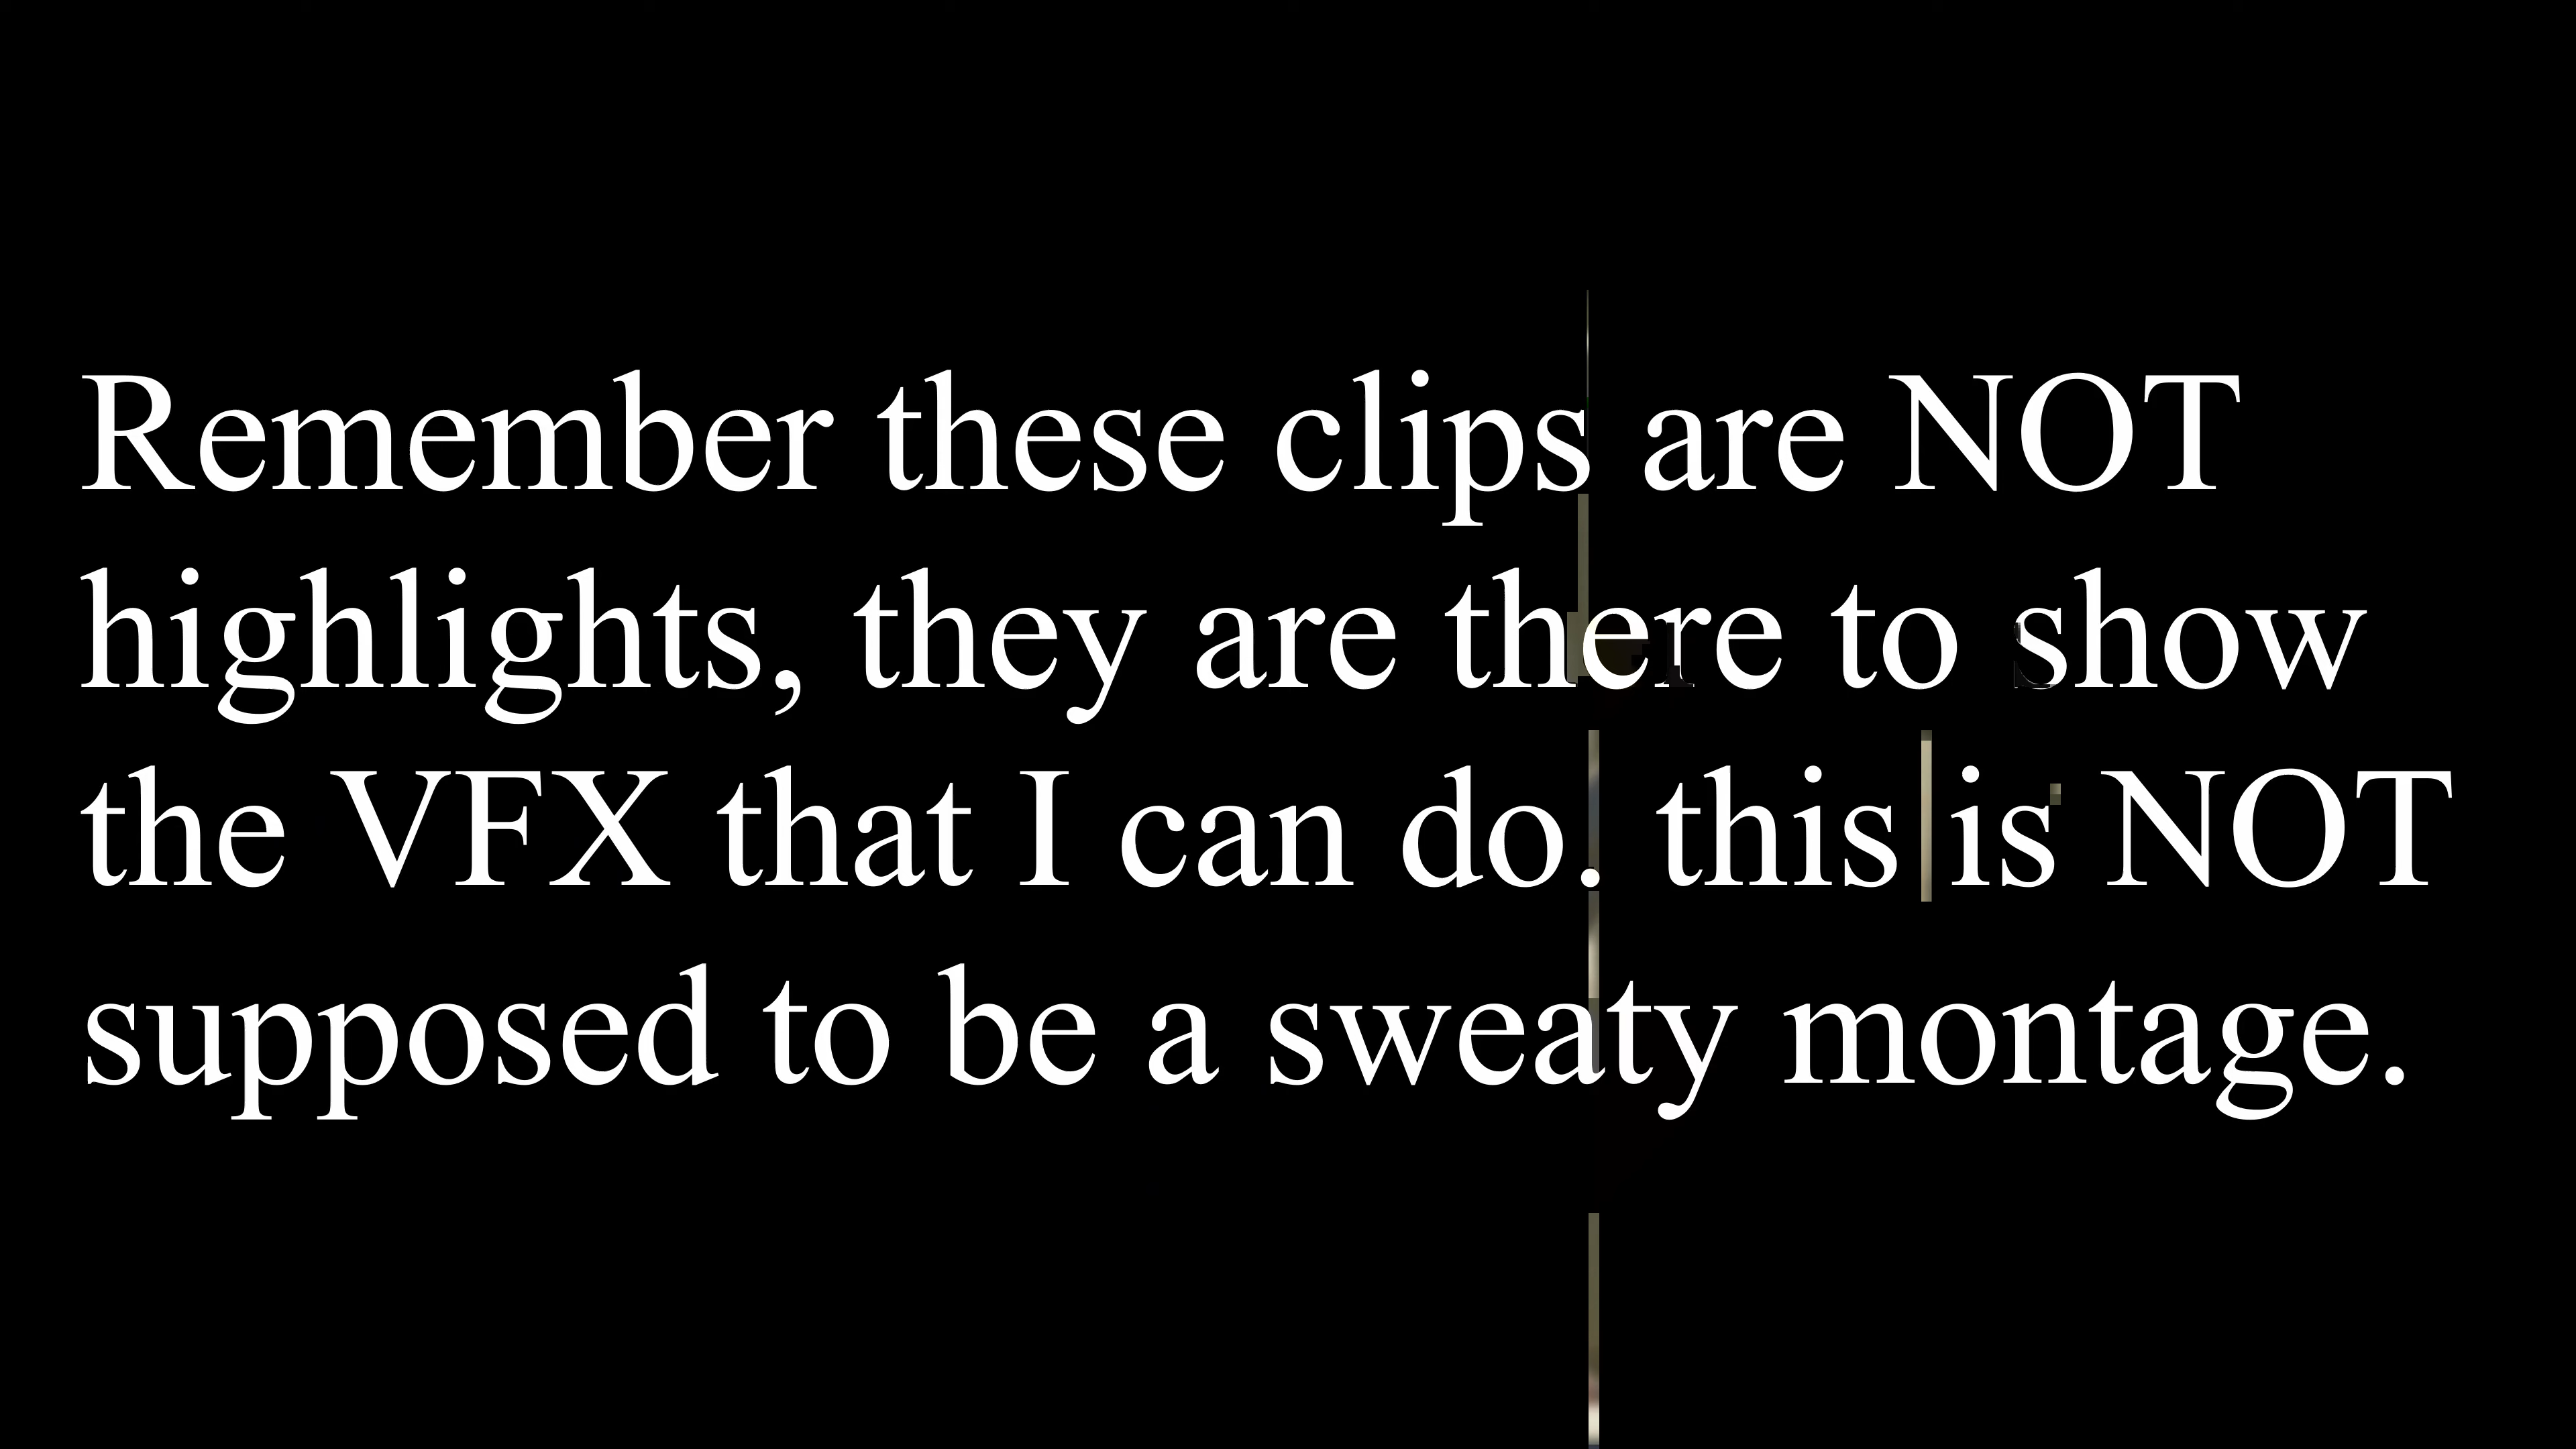 Remember these clips are NOT
highlights, they are there to show
the VFX that I can do. this is NOT
supposed to be a sweaty montage.